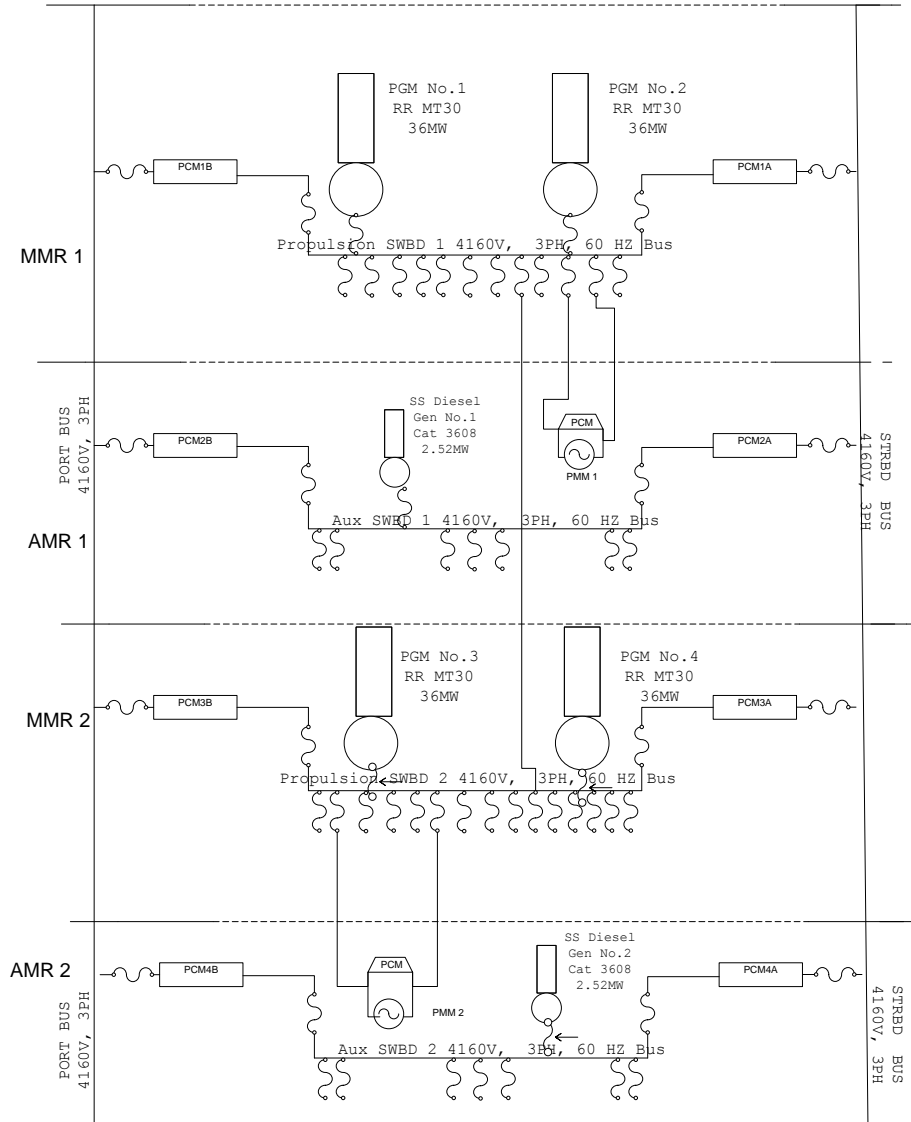 PGM No.1
RR MT30
36MW
PGM No.2
RR MT30
36MW
PCM1B
PCM1A
MMR 1
Propulsion SWBD 1 4160V, 3PH, 60 HZ Bus
PORT BUS
4160V, 3PH
SS Diesel
Gen No.1
Cat 3608
2.52MW
PCM
PMM 1
PCM2B
PCM2A
STRBD BUS
4160V, 3PH
AMR 1
Aux SWBD 1 4160V, 3PH, 60 HZ Bus
PGM No.3
RR MT30
36MW
PGM No.4
RR MT30
36MW
PCM3B
PCM3A
MMR 2
Propulsion SWBD 2 4160V, 3PH, 60 HZ Bus
AMR 2
PCM4B
PCM
PMM 2
SS Diesel
Gen No.2
Cat 3608
2.52MW
PCM4A
PORT BUS
4160V, 3PH
STRBD BUS
4160V, 3PH
Aux SWBD 2 4160V, 3PH, 60 HZ Bus